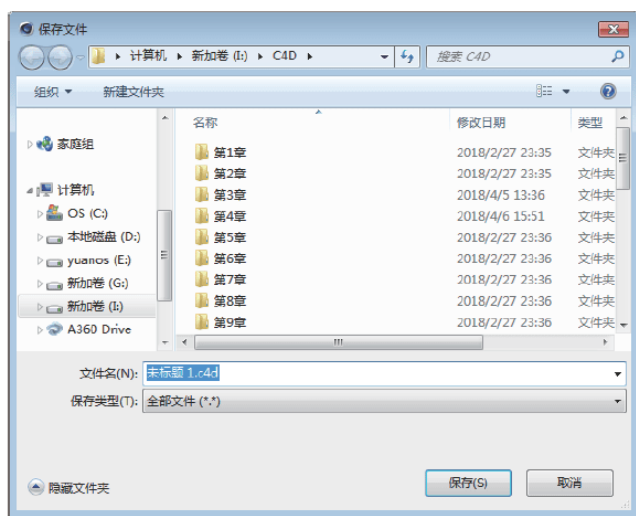 保存文件
计算机 新加卷 (I:) C4D 搜索 C4D
组织 新建文件夹
名称 修改日期 类型
家庭组
计算机
OS (C:)
本地磁盘 (D:)
yuanos (E:)
新加卷 (G:)
新加卷 (I:)
A360 Drive
第1章 2018/2/27 23:35 文件夹
第2章 2018/2/27 23:35 文件夹
第3章 2018/4/5 13:36 文件夹
第4章 2018/4/6 15:51 文件夹
第5章 2018/2/27 23:36 文件夹
第6章 2018/2/27 23:36 文件夹
第7章 2018/2/27 23:36 文件夹
第8章 2018/2/27 23:36 文件夹
第9章 2018/2/27 23:36 文件夹
文件名(N): 未标题 1.c4d
保存类型(T): 全部文件 (*.*)
隐藏文件夹 保存(S) 取消